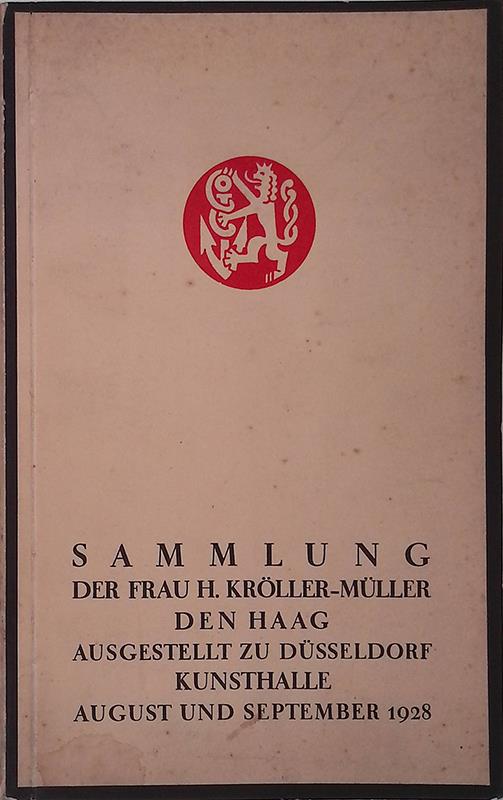 SAMMLUNG
DER FRAU H. KRÖLLER-MÜLLER
DEN HAAG
AUSGESTELLT ZU DÜSSELDORF
KUNSTHALLE
AUGUST UND SEPTEMBER 1928